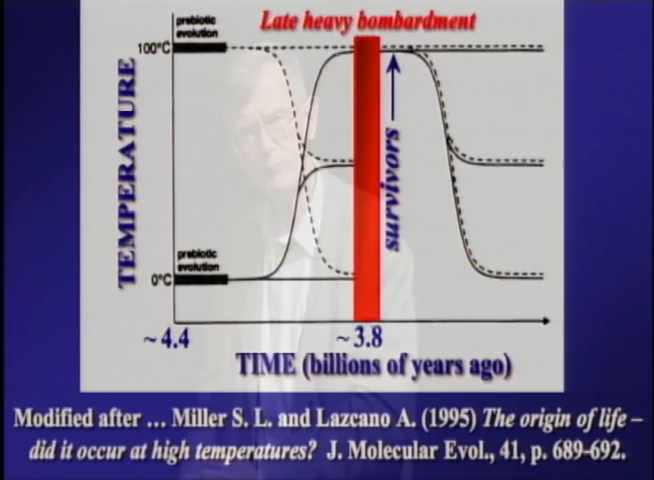 Late heavy bombardment
prebiotic
evolution
100°C
TEMPERATURE
survivors
prebiotic
evolution
0°C
~4.4
~3.8
TIME (billions of years ago)
Modified after ... Miller S. L. and Lazcano A. (1995) The origin of life –
did it occur at high temperatures? J. Molecular Evol., 41, p. 689-692.